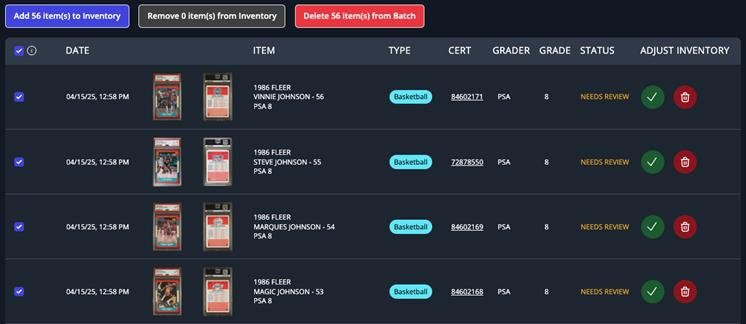 Add 56 item(s) to Inventory Remove 0 item(s) from Inventory Delete 56 item(s) from Batch
DATE ITEM TYPE CERT GRADER GRADE STATUS ADJUST INVENTORY
1986 FLEER
04/15/25, 12:58 PM VINNIE JOHNSON - 56 Basketball 84602171 PSA 8 NEEDS REVIEW
PSA 8
1986 FLEER
04/15/25, 12:58 PM STEVE JOHNSON - 55 Basketball 72878550 PSA 8 NEEDS REVIEW
PSA 8
1986 FLEER
04/15/25, 12:58 PM MARQUES JOHNSON - 54 Basketball 84602169 PSA 8 NEEDS REVIEW
PSA 8
1986 FLEER
04/15/25, 12:58 PM MAGIC JOHNSON - 53 Basketball 84602168 PSA 8 NEEDS REVIEW
PSA 8